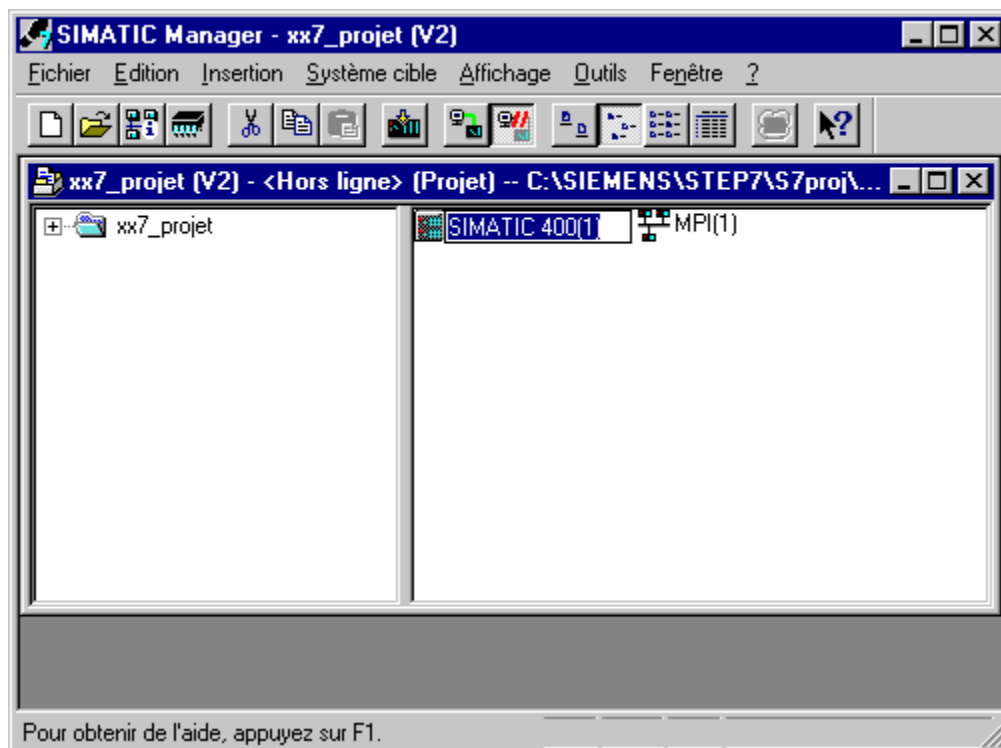 SIMATIC Manager - xx7_projet (V2)
Fichier Edition Insertion Système cible Affichage Outils Fenêtre ?
xx7_projet (V2) - <Hors ligne> (Projet) -- C:\SIEMENS\STEP7\S7proj\...
xx7_projet
SIMATIC 400(1)
MPI(1)
Pour obtenir de l'aide, appuyez sur F1.